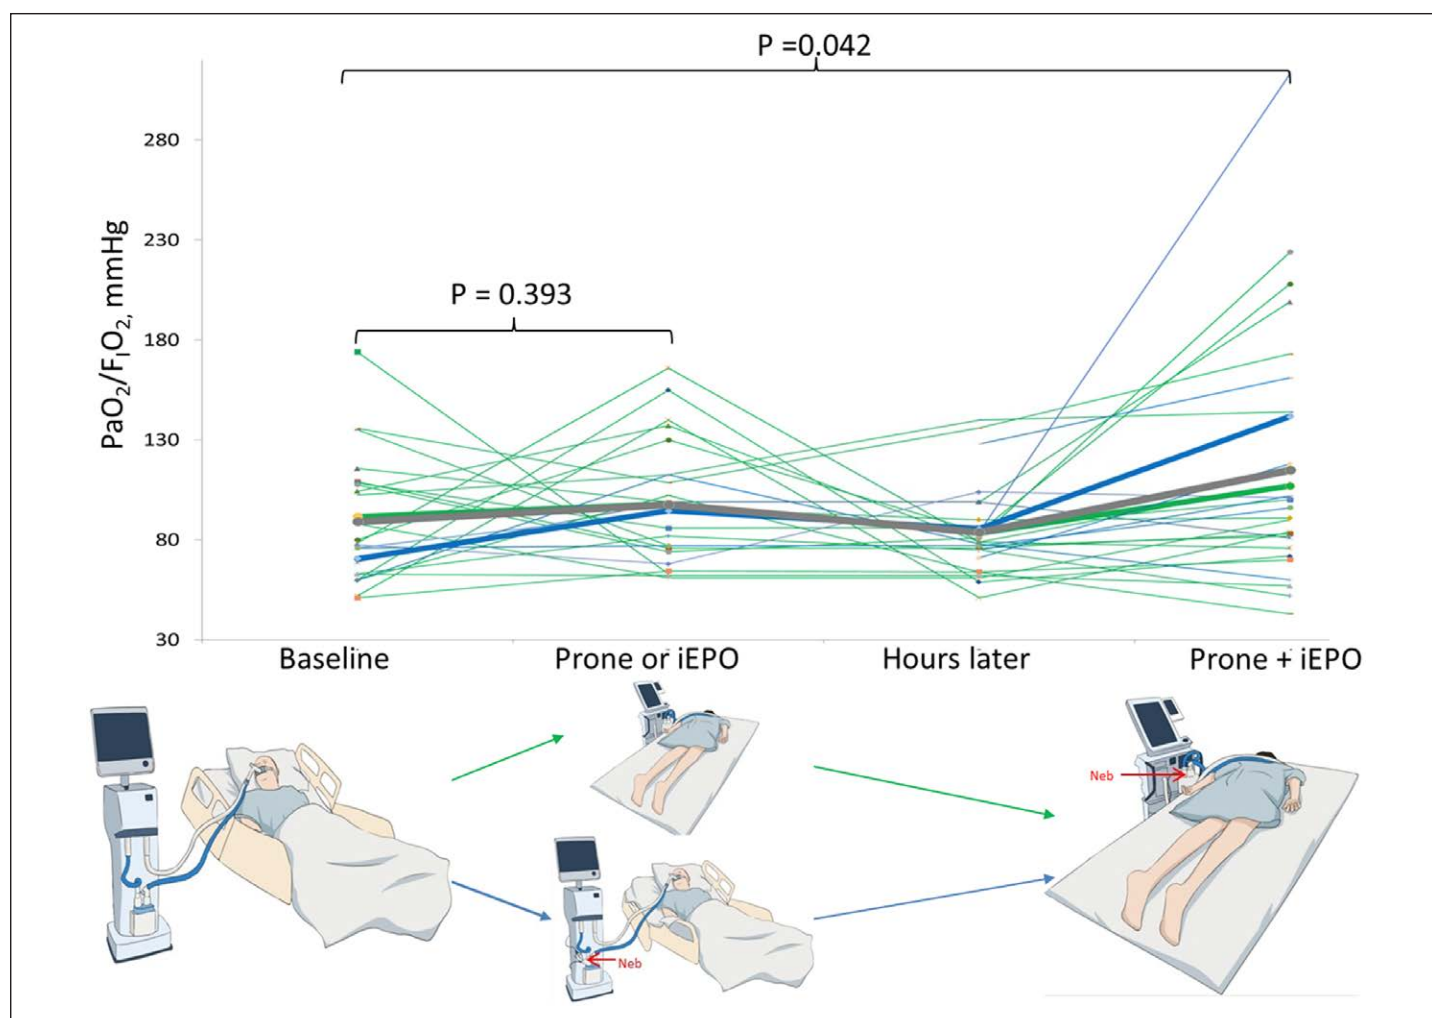 P =0.042
280
230
P = 0.393
180
130
80
30
PaO₂/FᵢO₂, mmHg
Baseline
Prone or iEPO
Hours later
Prone + iEPO
Neb
Neb